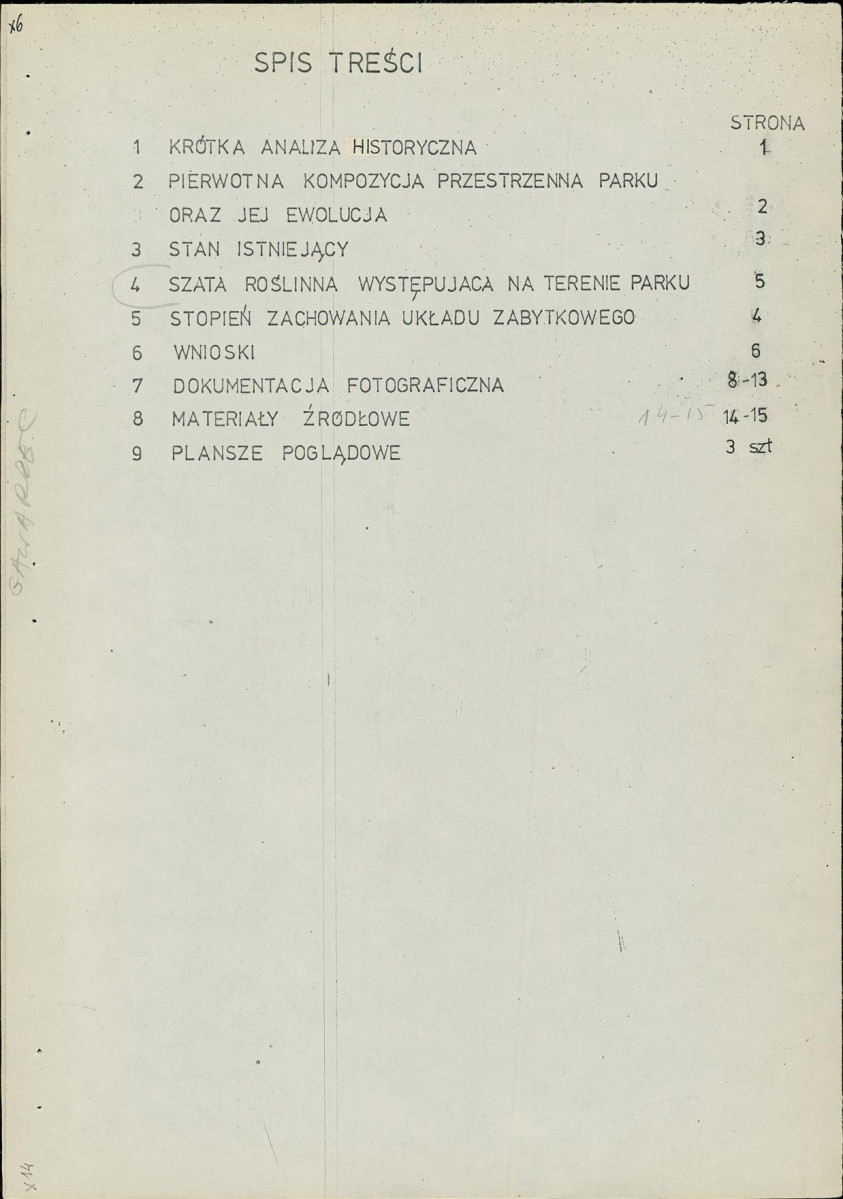 x6
SPIS TREŚCI
STRONA
1 KRÓTKA ANALIZA HISTORYCZNA 1
2 PIERWOTNA KOMPOZYCJA PRZESTRZENNA PARKU
ORAZ JEJ EWOLUCJA 2
3 STAN ISTNIEJĄCY 3
4 SZATA ROŚLINNA WYSTĘPUJACA NA TERENIE PARKU 5
5 STOPIEŃ ZACHOWANIA UKŁADU ZABYTKOWEGO 4
6 WNIOSKI 6
7 DOKUMENTACJA FOTOGRAFICZNA 8-13
8 MATERIAŁY ŹRÓDŁOWE 14-15 14-15
9 PLANSZE POGLĄDOWE 3 szt
x14